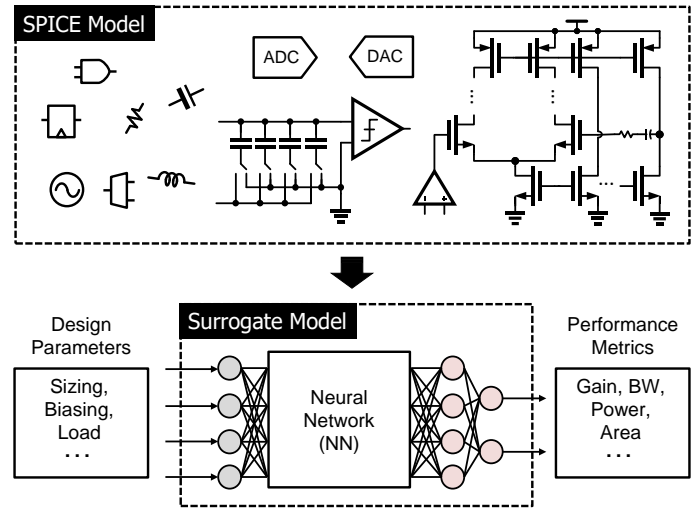 SPICE Model
ADC
DAC
Design
Parameters
Sizing,
Biasing,
Load
...
Surrogate Model
Neural
Network
(NN)
Performance
Metrics
Gain, BW,
Power,
Area
...